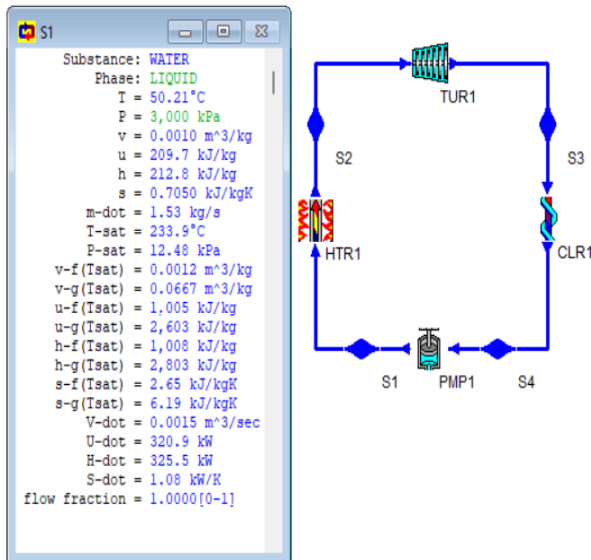 S1
Substance: WATER
Phase: LIQUID
T = 50.21°C
P = 3,000 kPa
v = 0.0010 m^3/kg
u = 209.7 kJ/kg
h = 212.8 kJ/kg
s = 0.7050 kJ/kgK
m-dot = 1.53 kg/s
T-sat = 233.9°C
P-sat = 12.48 kPa
v-f(Tsat) = 0.0012 m^3/kg
v-g(Tsat) = 0.0667 m^3/kg
u-f(Tsat) = 1,005 kJ/kg
u-g(Tsat) = 2,603 kJ/kg
h-f(Tsat) = 1,008 kJ/kg
h-g(Tsat) = 2,803 kJ/kg
s-f(Tsat) = 2.65 kJ/kgK
s-g(Tsat) = 6.19 kJ/kgK
V-dot = 0.0015 m^3/sec
U-dot = 320.9 kW
H-dot = 325.5 kW
S-dot = 1.08 kW/K
flow fraction = 1.0000[0-1]
TUR1
S2
S3
HTR1
CLR1
S1
PMP1
S4